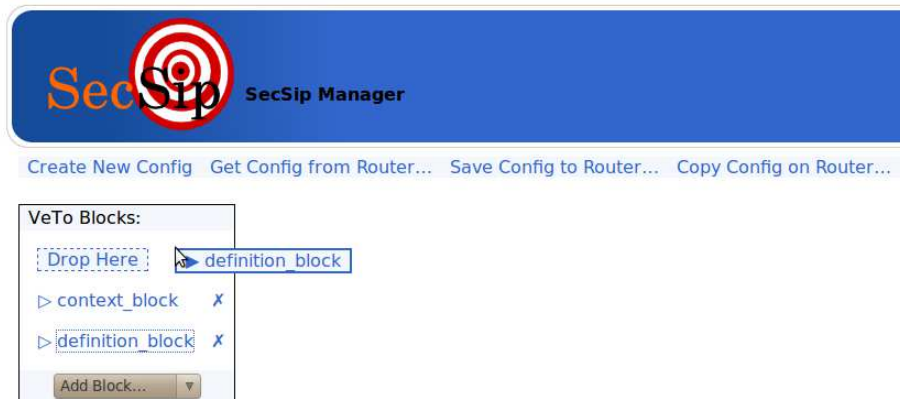 SecSip SecSip Manager
Create New Config Get Config from Router... Save Config to Router... Copy Config on Router...
VeTo Blocks:
Drop Here ▶ definition_block
▷ context_block ✗
▷ definition_block ✗
Add Block... ▼